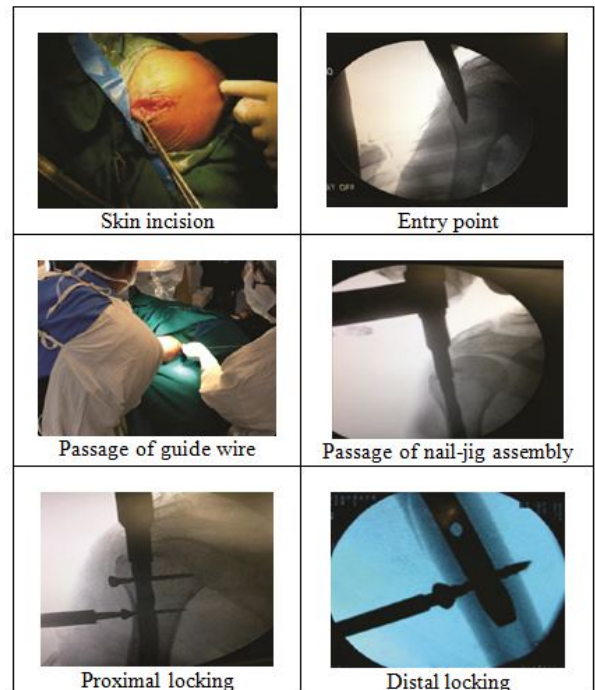 Skin incision
Entry point
Passage of guide wire
Passage of nail-jig assembly
Proximal locking
Distal locking